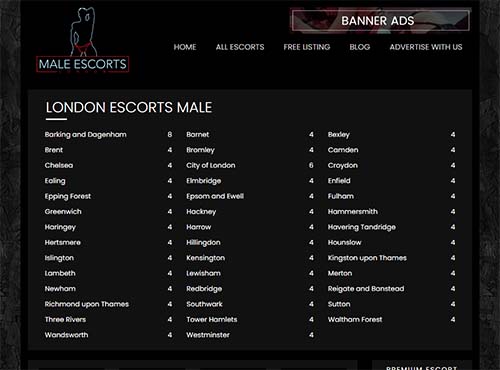 BANNER ADS
MALE ESCORTS
LONDON
HOME ALL ESCORTS FREE LISTING BLOG ADVERTISE WITH US
LONDON ESCORTS MALE
Barking and Dagenham 8 Barnet 4 Bexley 4
Brent 4 Bromley 4 Camden 4
Chelsea 4 City of London 6 Croydon 4
Ealing 4 Elmbridge 4 Enfield 4
Epping Forest 4 Epsom and Ewell 4 Fulham 4
Greenwich 4 Hackney 4 Hammersmith 4
Haringey 4 Harrow 4 Havering Tandridge 4
Hertsmere 4 Hillingdon 4 Hounslow 4
Islington 4 Kensington 4 Kingston upon Thames 4
Lambeth 4 Lewisham 4 Merton 4
Newham 4 Redbridge 4 Reigate and Banstead 4
Richmond upon Thames 4 Southwark 4 Sutton 4
Three Rivers 4 Tower Hamlets 4 Waltham Forest 4
Wandsworth 4 Westminster 4
PREMIUM ESCORT